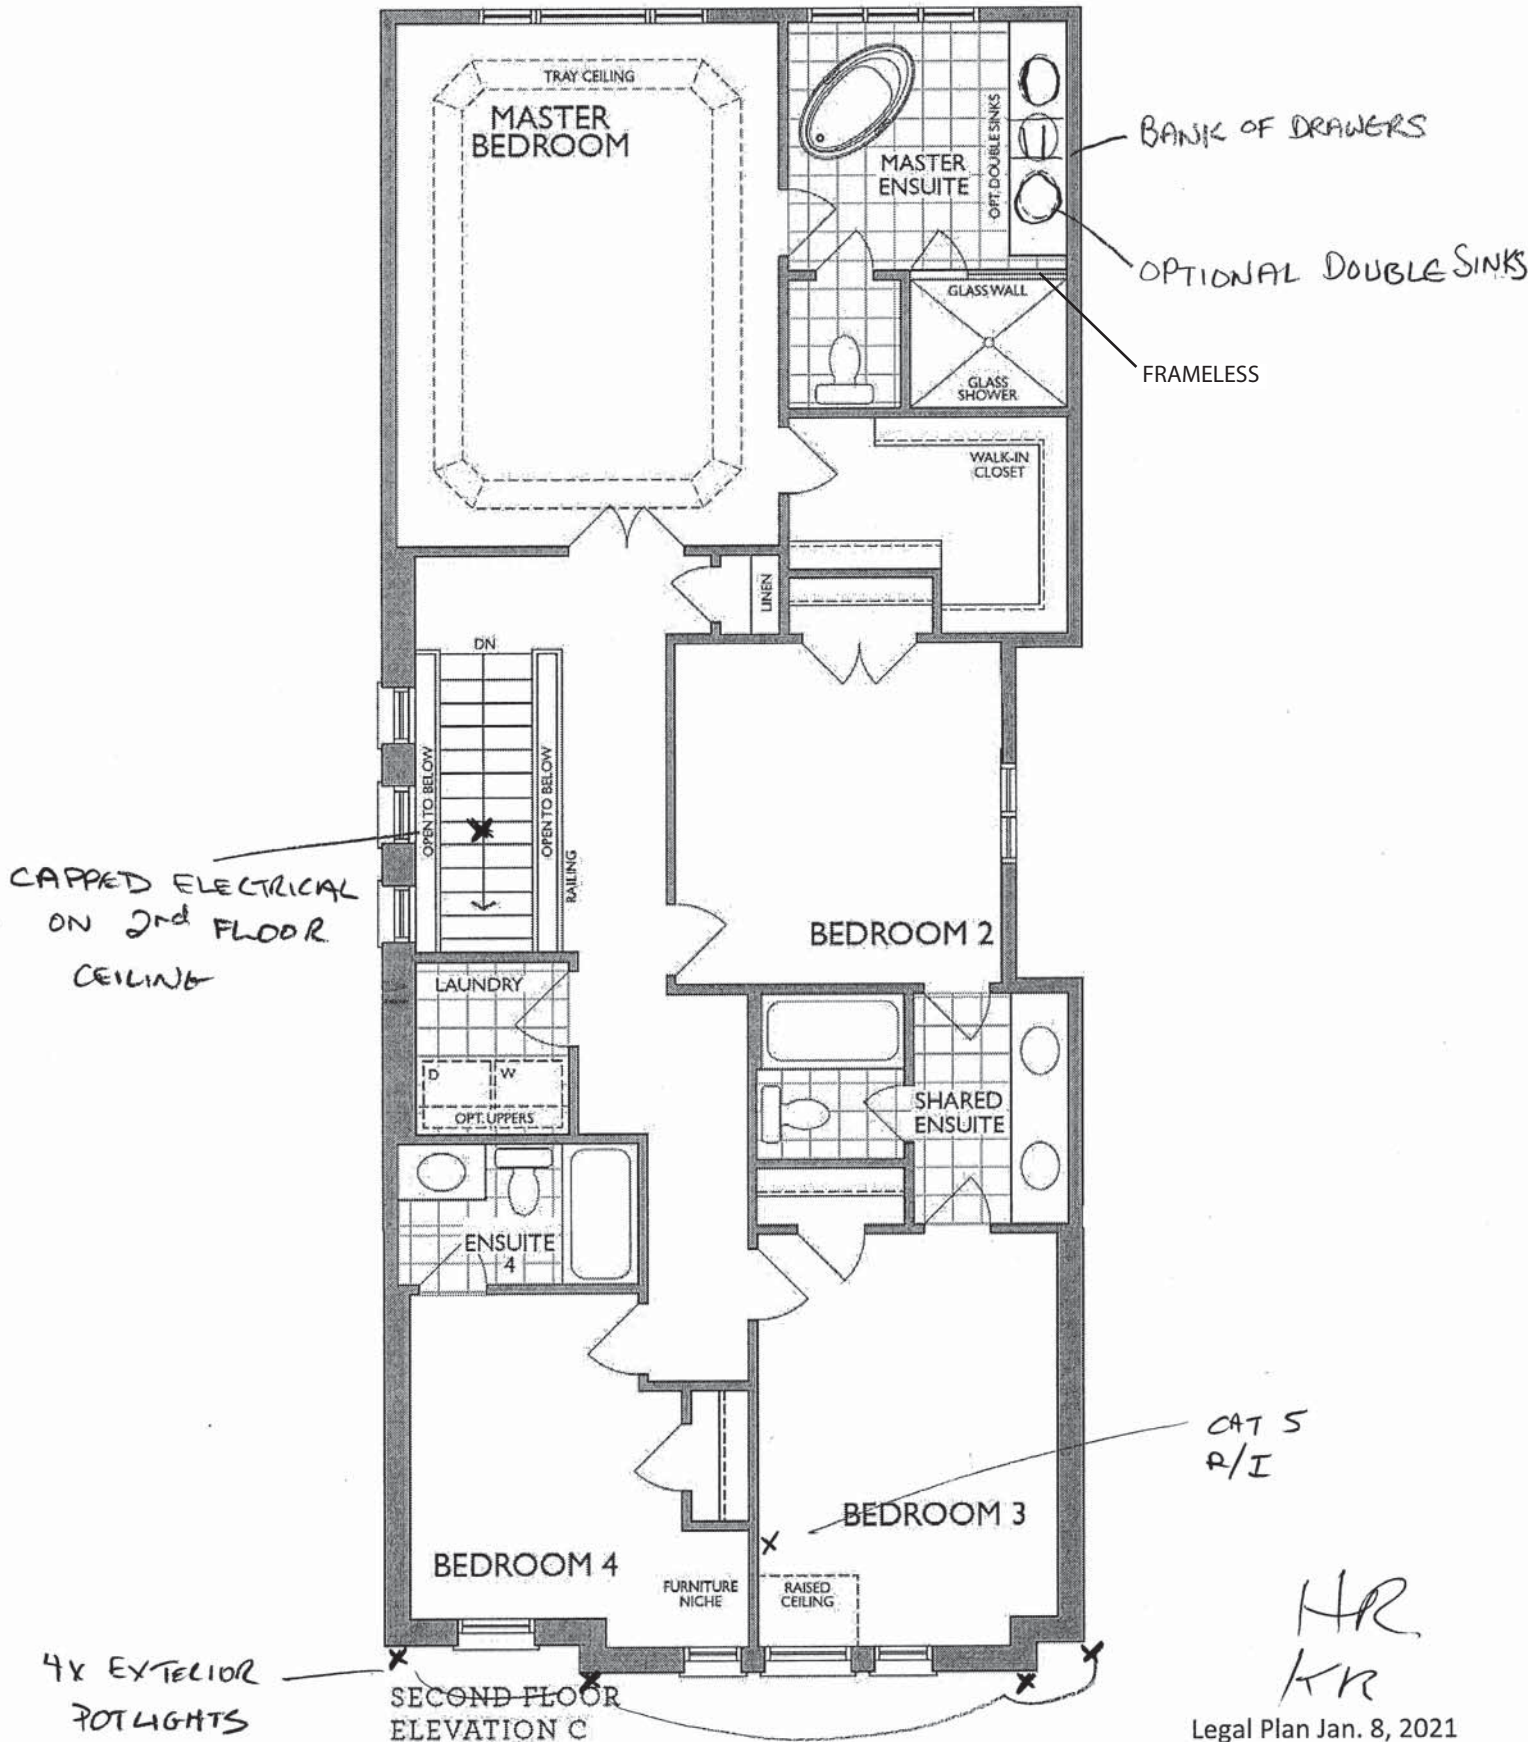 TRAY CEILING
MASTER
BEDROOM
MASTER
ENSUITE
OPT. DOUBLE SINKS
BANK OF DRAWERS
OPTIONAL DOUBLE SINKS
GLASS WALL
GLASS
SHOWER
FRAMELESS
WALK-IN
CLOSET
LINEN
DN
OPEN TO BELOW
OPEN TO BELOW
RAILING
CAPPED ELECTRICAL
ON 2nd FLOOR
CEILING
BEDROOM 2
LAUNDRY
D
W
OPT. UPPERS
SHARED
ENSUITE
ENSUITE
4
CAT 5
R/I
BEDROOM 3
BEDROOM 4
FURNITURE
NICHE
RAISED
CEILING
4X EXTERIOR
POTLIGHTS
SECOND FLOOR
ELEVATION C
HR
KR
Legal Plan Jan. 8, 2021